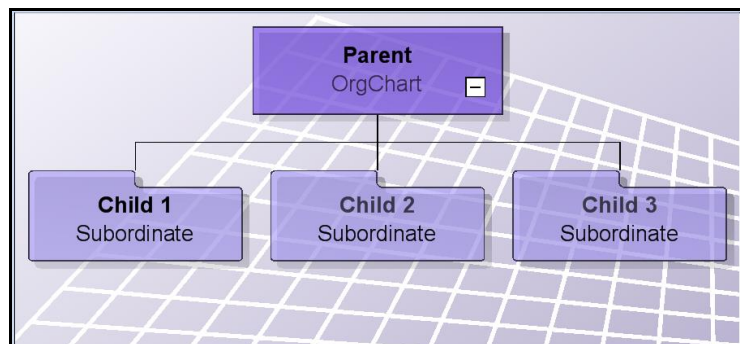 Parent
OrgChart
Child 1
Subordinate
Child 2
Subordinate
Child 3
Subordinate